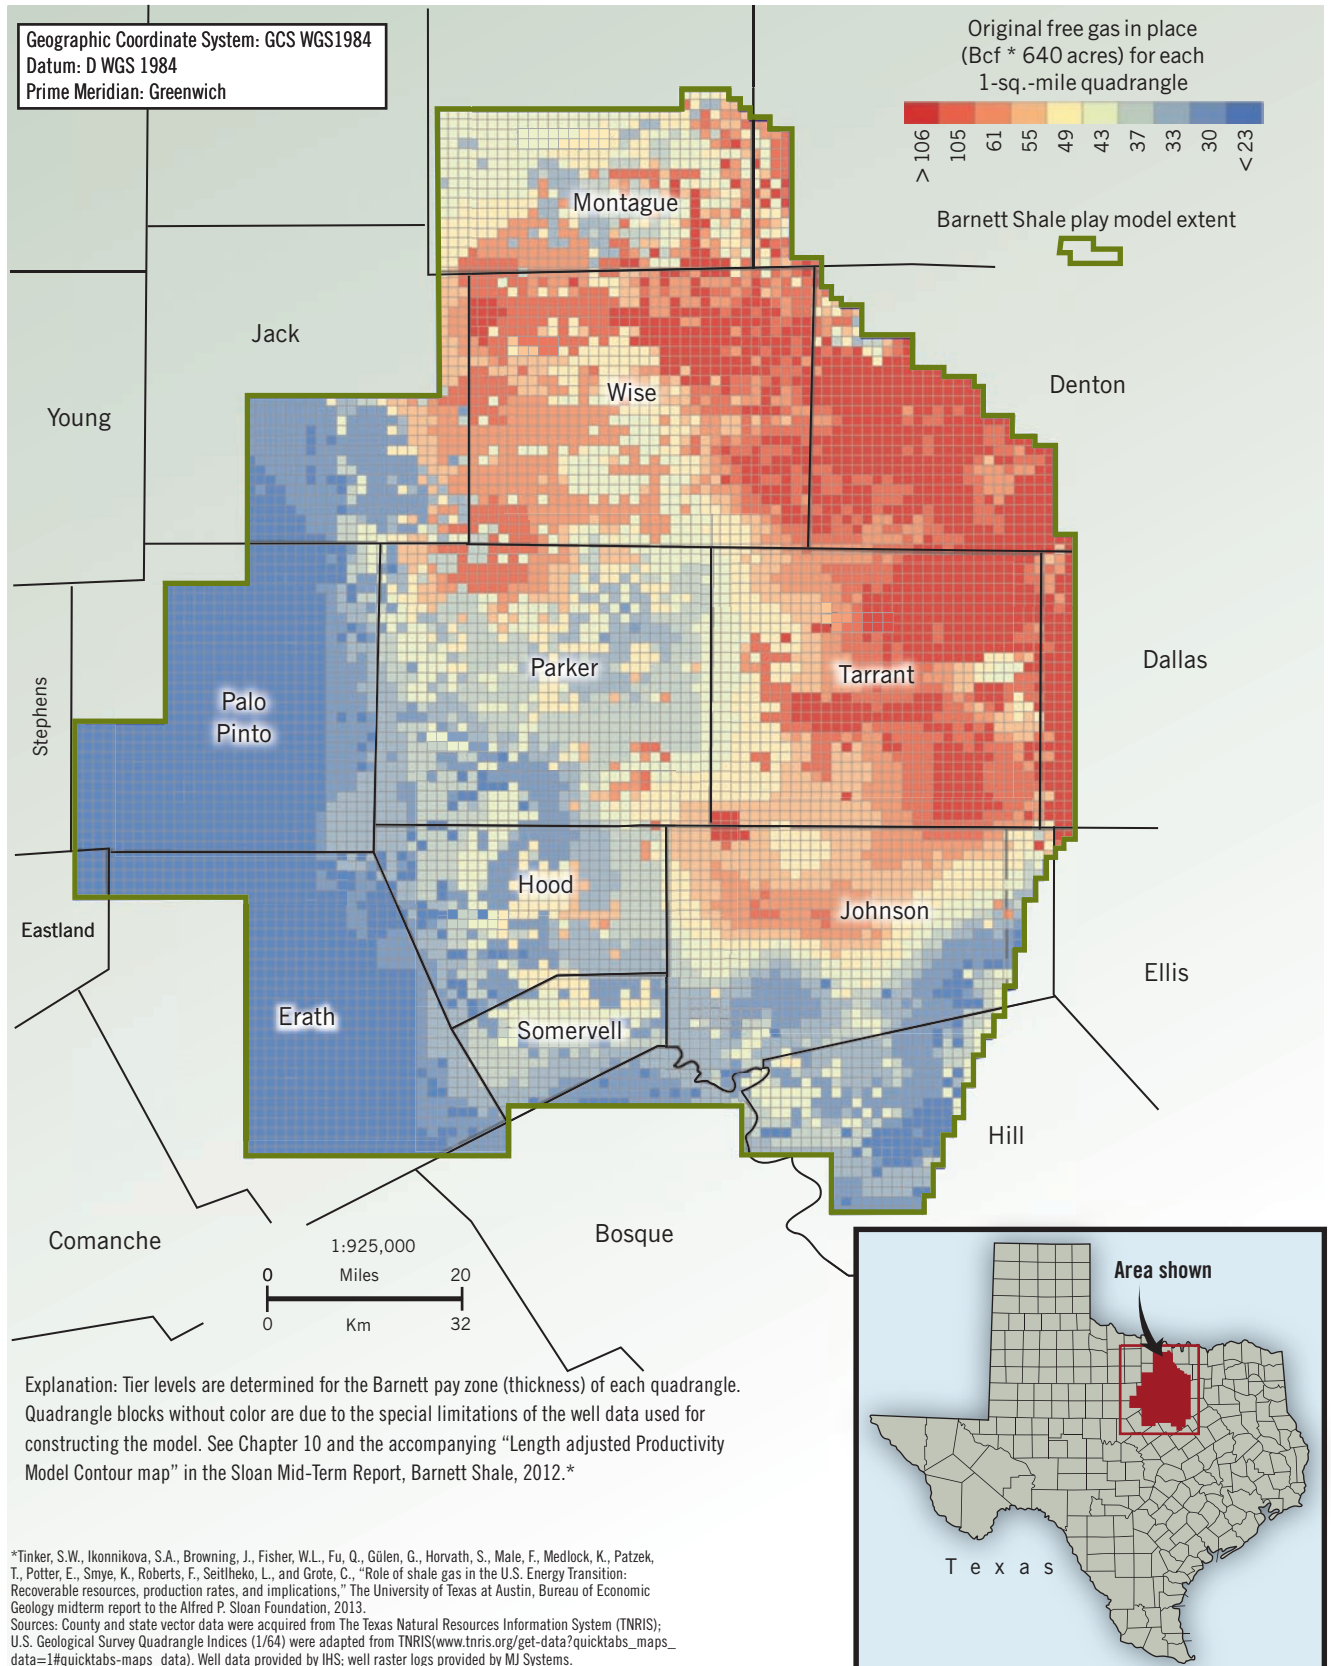 Geographic Coordinate System: GCS WGS1984
Datum: D WGS 1984
Prime Meridian: Greenwich
Original free gas in place
(Bcf * 640 acres) for each
1-sq.-mile quadrangle
> 106
105
61
55
49
43
37
33
30
< 23
Barnett Shale play model extent
Montague
Jack
Wise
Denton
Young
Parker
Tarrant
Dallas
Stephens
Palo
Pinto
Hood
Johnson
Eastland
Ellis
Erath
Somervell
Hill
Comanche
Bosque
1:925,000
0
Miles
20
0
Km
32
Area shown
Texas
Explanation: Tier levels are determined for the Barnett pay zone (thickness) of each quadrangle.
Quadrangle blocks without color are due to the special limitations of the well data used for
constructing the model. See Chapter 10 and the accompanying “Length adjusted Productivity
Model Contour map” in the Sloan Mid-Term Report, Barnett Shale, 2012.*
*Tinker, S.W., Ikonnikova, S.A., Browning, J., Fisher, W.L., Fu, Q., Gülen, G., Horvath, S., Male, F., Medlock, K., Patzek,
T., Potter, E., Smye, K., Roberts, F., Seitlheko, L., and Grote, C., “Role of shale gas in the U.S. Energy Transition:
Recoverable resources, production rates, and implications,” The University of Texas at Austin, Bureau of Economic
Geology midterm report to the Alfred P. Sloan Foundation, 2013.
Sources: County and state vector data were acquired from The Texas Natural Resources Information System (TNRIS);
U.S. Geological Survey Quadrangle Indices (1/64) were adapted from TNRIS(www.tnris.org/get-data?quicktabs_maps_
data=1#quicktabs-maps_data). Well data provided by IHS; well raster logs provided by MJ Systems.